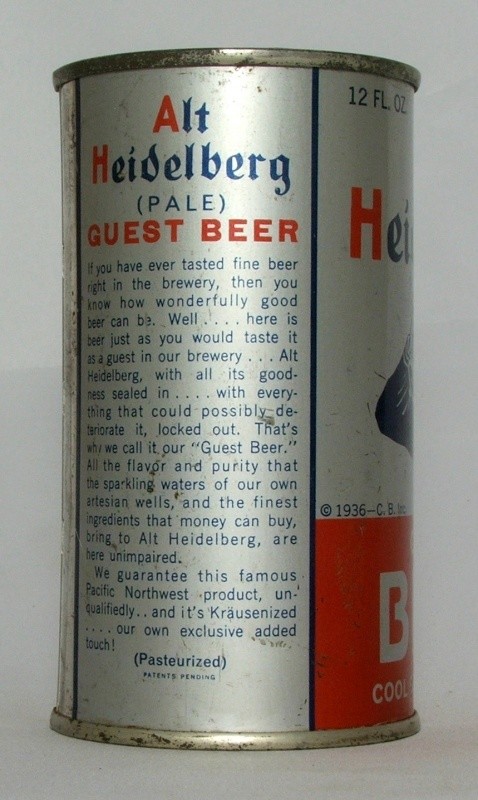 Alt
Heidelberg
(PALE)
GUEST BEER
If you have ever tasted fine beer
right in the brewery, then you
know how wonderfully good
beer can be. Well . . . . here is
beer just as you would taste it
as a guest in our brewery . . . Alt
Heidelberg, with all its good-
ness sealed in . . . . with every-
thing that could possibly de-
teriorate it, locked out. That's
why we call it our "Guest Beer."
All the flavor and purity that
the sparkling waters of our own
artesian wells, and the finest
ingredients that money can buy,
bring to Alt Heidelberg, are
here unimpaired.
We guarantee this famous
Pacific Northwest product, un-
qualifiedly . . and it's Kräusenized
. . . . our own exclusive added
touch!
(Pasteurized)
PATENTS PENDING
12 FL. OZ.
Hei
© 1936—C. B. Inc.
B
COOL